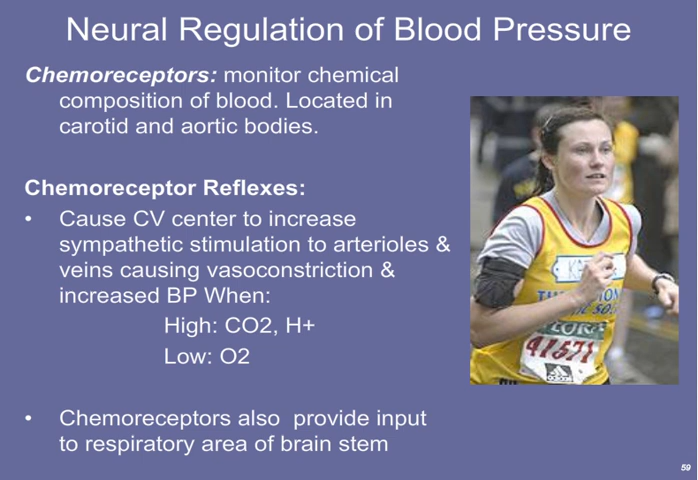 Neural Regulation of Blood Pressure
Chemoreceptors: monitor chemical
composition of blood. Located in
carotid and aortic bodies.
Chemoreceptor Reflexes:
• Cause CV center to increase
sympathetic stimulation to arterioles &
veins causing vasoconstriction &
increased BP When:
High: CO2, H+
Low: O2
• Chemoreceptors also provide input
to respiratory area of brain stem
41571
adidas
59